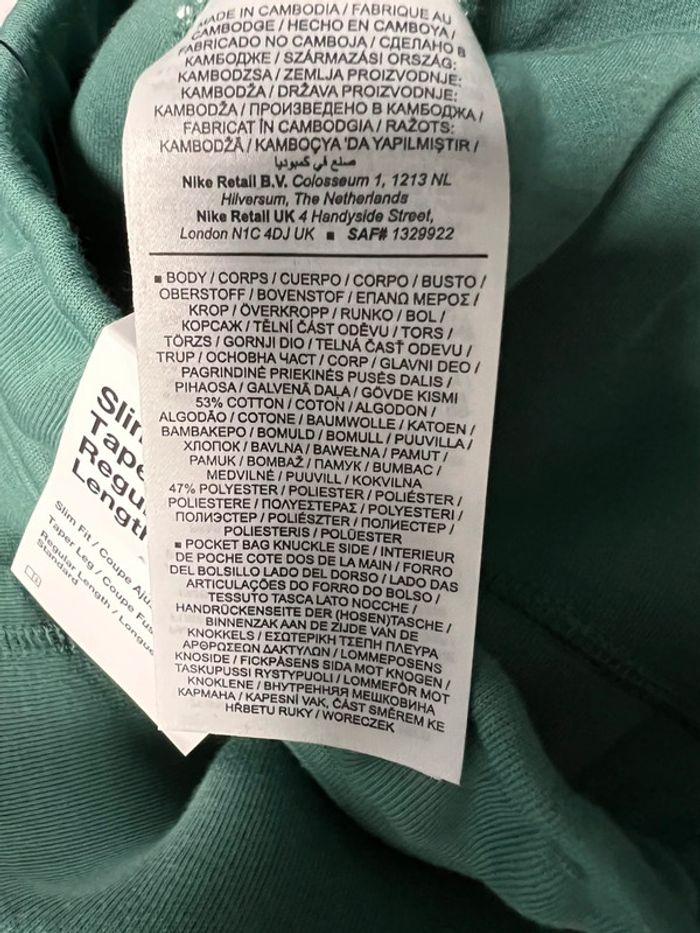 MADE IN CAMBODIA / FABRIQUE AU
CAMBODGE / HECHO EN CAMBOYA /
FABRICADO NO CAMBOJA / СДЕЛАНО В
КАМБОДЖЕ / SZÁRMAZÁSI ORSZÁG:
KAMBODZSA / ZEMLJA PROIZVODNJE:
KAMBODŽA / DRŽAVA PROIZVODNJE:
KAMBODŽA / ПРОИЗВЕДЕНО В КАМБОДЖА /
FABRICAT ÎN CAMBODGIA / RAŽOTS:
KAMBODŽĀ / KAMBOÇYA 'DA YAPILMIŞTIR /
صنع في كمبوديا
Nike Retail B.V. Colosseum 1, 1213 NL
Hilversum, The Netherlands
Nike Retail UK 4 Handyside Street,
London N1C 4DJ UK ■ SAF# 1329922
■ BODY / CORPS / CUERPO / CORPO / BUSTO /
OBERSTOFF / BOVENSTOF / ΕΠΑΝΩ ΜΕΡΟΣ /
KROP / ÖVERKROPP / RUNKO / BOL /
КОРСАЖ / TĚLNÍ ČÁST ODĚVU / TORS /
TÖRZS / GORNJI DIO / TELNÁ ČASŤ ODEVU /
TRUP / ОСНОВНА ЧАСТ / CORP / GLAVNI DEO /
PAGRINDINĖ PRIEKINĖS PUSĖS DALIS /
PIHAOSA / GALVENĀ DAĻA / GÖVDE KISMI
53% COTTON / COTON / ALGODON /
ALGODÃO / COTONE / BAUMWOLLE / KATOEN /
ΒΑΜΒΑΚΕΡΟ / BOMULD / BOMULL / PUUVILLA /
ХЛОПОК / BAVLNA / BAWEŁNA / PAMUT /
PAMUK / BOMBAŽ / ПАМУК / BUMBAC /
MEDVILNĖ / PUUVILL / KOKVILNA
47% POLYESTER / POLIESTER / POLIÉSTER /
POLIESTERE / ΠΟΛΥΕΣΤΕΡΑΣ / POLYESTERI /
ПОЛИЭСТЕР / POLIÉSZTER / ПОЛИЕСТЕР /
POLIESTERIS / POLÜESTER
■ POCKET BAG KNUCKLE SIDE / INTERIEUR
DE POCHE COTE DOS DE LA MAIN / FORRO
DEL BOLSILLO LADO DEL DORSO / LADO DAS
ARTICULAÇÕES DO FORRO DO BOLSO /
TESSUTO TASCA LATO NOCCHE /
HANDRÜCKENSEITE DER (HOSEN)TASCHE /
BINNENZAK AAN DE ZIJDE VAN DE
KNOKKELS / ΕΣΩΤΕΡΙΚΗ ΤΣΕΠΗ ΠΛΕΥΡΑ
ΑΡΘΡΩΣΕΩΝ ΔΑΚΤΥΛΩΝ / LOMMEPOSENS
KNOSIDE / FICKPÅSENS SIDA MOT KNOGEN /
TASKUPUSSI RYSTYPUOLI / LOMMEFÔR MOT
KNOKLENE / ВНУТРЕННЯЯ МЕШКОВИНА
КАРМАНА / KAPESNÍ VAK, ČÁST SMĚREM KE
HŘBETU RUKY / WORECZEK
Slim
Tape
Regu
Length
Slim Fit / Coupe Aju
Taper Leg / Coupe Fus
Regular Length / Longue
Standard